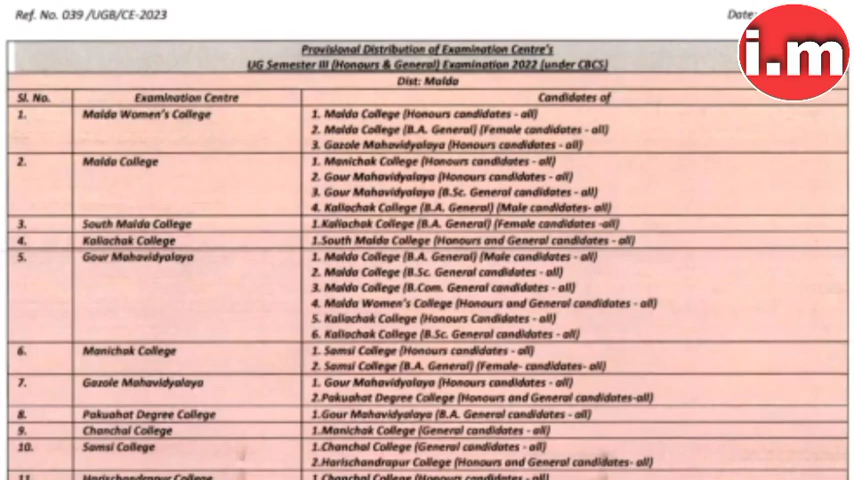 Ref. No. 039 /UGB/CE-2023
Date:
i.m
Provisional Distribution of Examination Centre's
UG Semester III (Honours & General) Examination 2022 (under CBCS)
Dist: Malda
Sl. No. Examination Centre Candidates of
1. Malda Women's College 1. Malda College (Honours candidates - all)
2. Malda College (B.A. General) (Female candidates - all)
3. Gazole Mahavidyalaya (Honours candidates - all)
2. Malda College 1. Manichak College (Honours candidates - all)
2. Gour Mahavidyalaya (Honours candidates - all)
3. Gour Mahavidyalaya (B.Sc. General candidates - all)
4. Kaliachak College (B.A. General) (Male candidates- all)
3. South Malda College 1.Kaliachak College (B.A. General) (Female candidates -all)
4. Kaliachak College 1.South Malda College (Honours and General candidates - all)
5. Gour Mahavidyalaya 1. Malda College (B.A. General) (Male candidates - all)
2. Malda College (B.Sc. General candidates - all)
3. Malda College (B.Com. General candidates - all)
4. Malda Women's College (Honours and General candidates - all)
5. Kaliachak College (Honours Candidates - all)
6. Kaliachak College (B.Sc. General candidates - all)
6. Manichak College 1. Samsi College (Honours candidates - all)
2. Samsi College (B.A. General) (Female- candidates- all)
7. Gazole Mahavidyalaya 1. Gour Mahavidyalaya (Honours candidates - all)
2.Pakuahat Degree College (Honours and General candidates-all)
8. Pakuahat Degree College 1.Gour Mahavidyalaya (B.A. General candidates - all)
9. Chanchal College 1.Manichak College (General candidates - all)
10. Samsi College 1.Chanchal College (General candidates - all)
2.Harischandrapur College (Honours and General candidates- all)
11. Harischandrapur College 1.Chanchal College (Honours candidates - all)